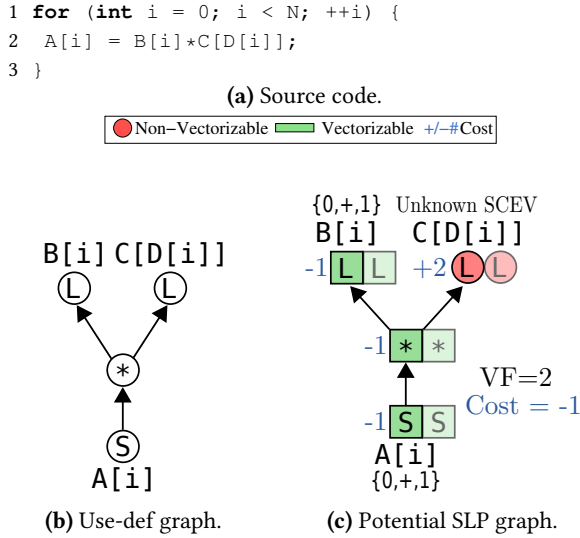 1 for (int i = 0; i < N; ++i) {
2 A[i] = B[i]*C[D[i]];
3 }
(a) Source code.
Non−Vectorizable Vectorizable +/−#Cost
B[i] C[D[i]]
L L
*
S
A[i]
(b) Use-def graph.
{0,+,1} Unknown SCEV
B[i] C[D[i]]
-1 L L +2 L L
-1 * *
VF=2
Cost = -1
-1 S S
A[i]
{0,+,1}
(c) Potential SLP graph.